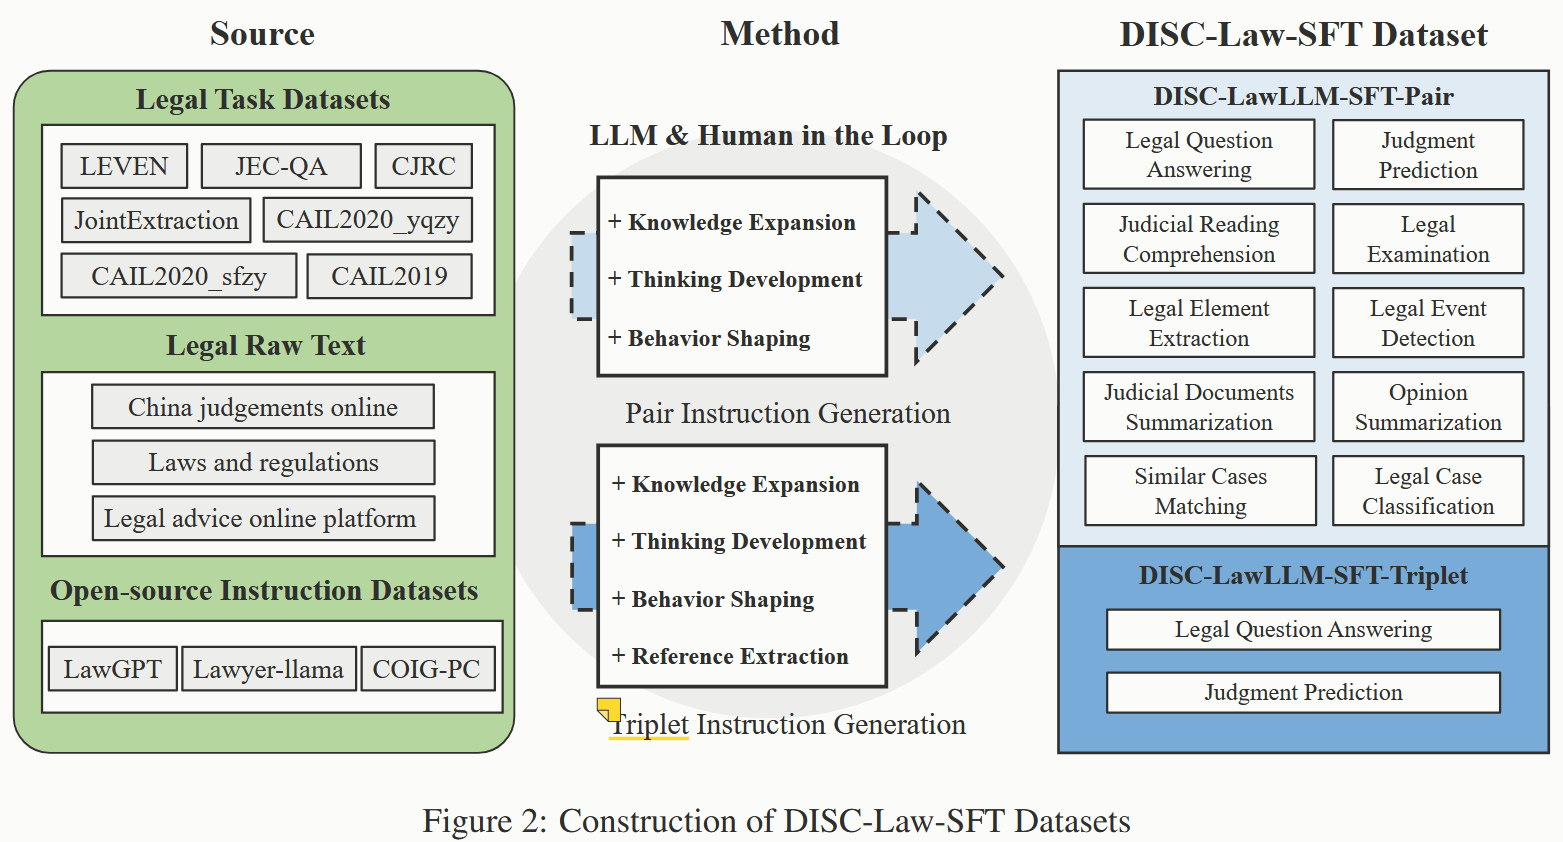 Source
Legal Task Datasets
LEVEN
JEC-QA
CJRC
JointExtraction
CAIL2020_yqzy
CAIL2020_sfzy
CAIL2019
Legal Raw Text
China judgements online
Laws and regulations
Legal advice online platform
Open-source Instruction Datasets
LawGPT
Lawyer-llama
COIG-PC
Method
LLM & Human in the Loop
+ Knowledge Expansion
+ Thinking Development
+ Behavior Shaping
Pair Instruction Generation
+ Knowledge Expansion
+ Thinking Development
+ Behavior Shaping
+ Reference Extraction
Triplet Instruction Generation
DISC-Law-SFT Dataset
DISC-LawLLM-SFT-Pair
Legal Question
Answering
Judgment
Prediction
Judicial Reading
Comprehension
Legal
Examination
Legal Element
Extraction
Legal Event
Detection
Judicial Documents
Summarization
Opinion
Summarization
Similar Cases
Matching
Legal Case
Classification
DISC-LawLLM-SFT-Triplet
Legal Question Answering
Judgment Prediction
Figure 2: Construction of DISC-Law-SFT Datasets